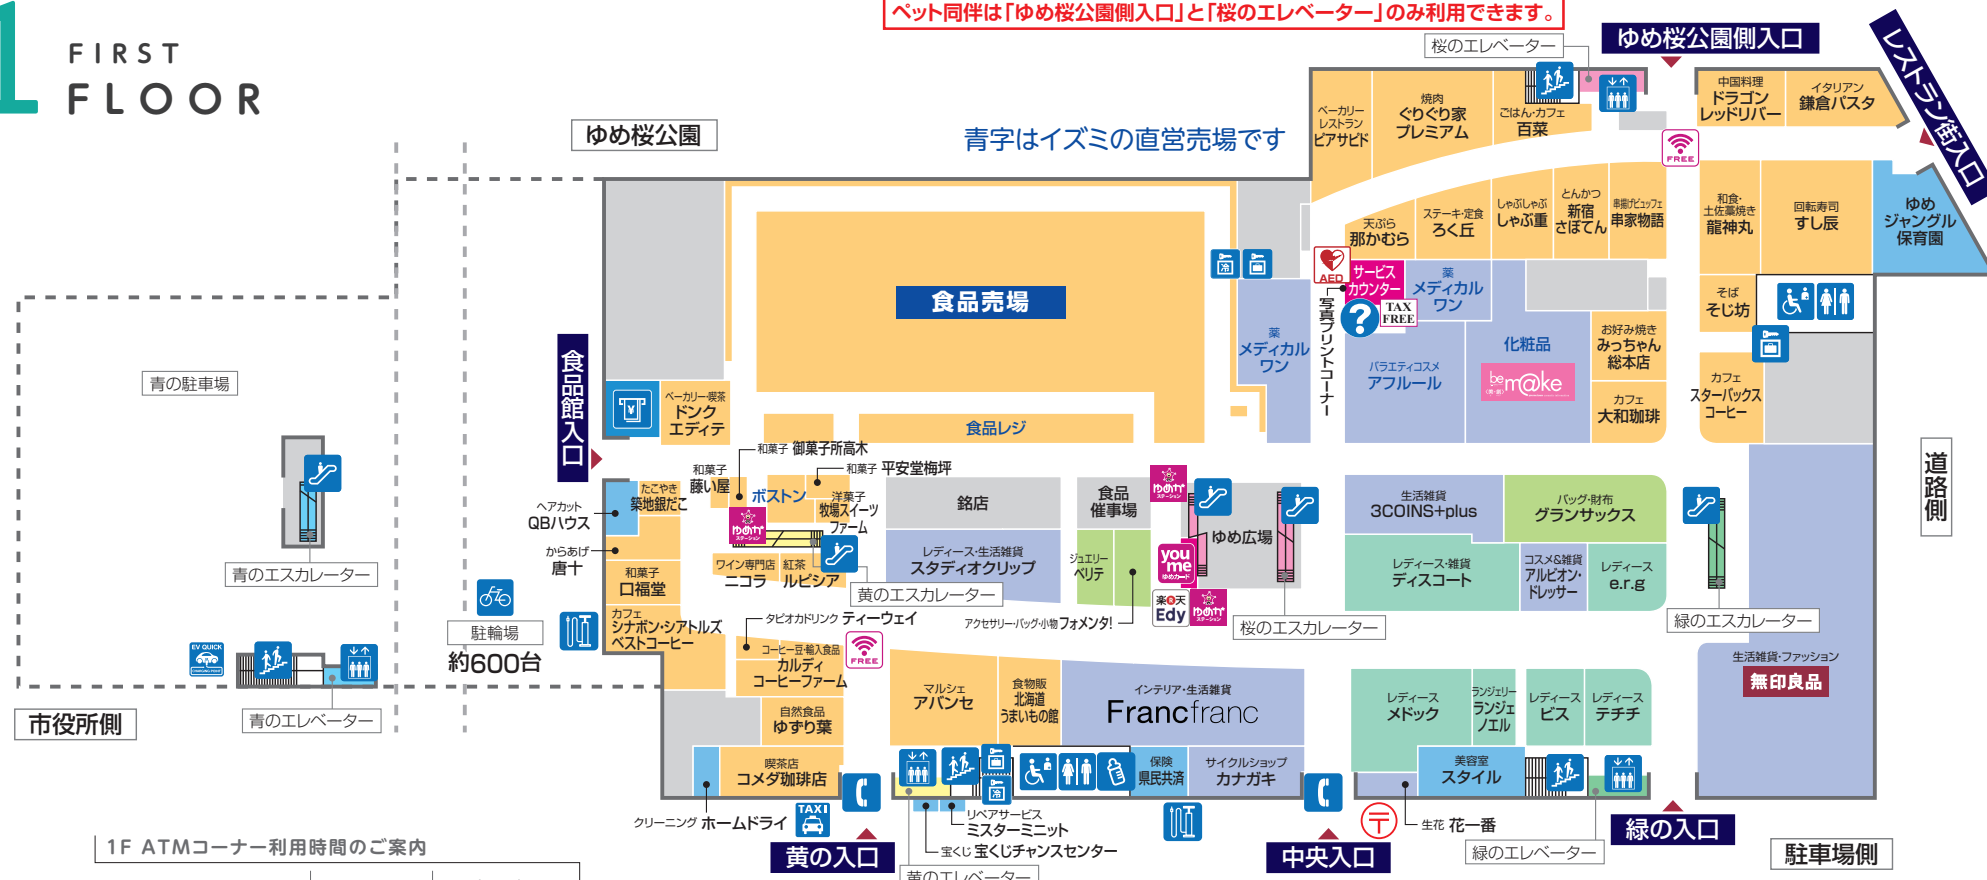 1
FIRST
FLOOR
ペット同伴は「ゆめ桜公園側入口」と「桜のエレベーター」のみ利用できます。
桜のエレベーター
ゆめ桜公園側入口
レストラン街入口
ゆめ桜公園
青字はイズミの直営売場です
ベーカリー
レストラン
ピアサピド
焼肉
ぐりぐり家
プレミアム
ごはん・カフェ
百菜
中国料理
ドラゴン
レッドリバー
イタリアン
鎌倉パスタ
FREE
天ぷら
那かむら
ステーキ・定食
ろく丘
しゃぶしゃぶ
しゃぶ重
とんかつ
新宿
さぼてん
串揚げビュッフェ
串家物語
和食・
土佐藁焼き
龍神丸
回転寿司
すし辰
ゆめ
ジャングル
保育園
食品売場
冷
AED
サービス
カウンター
?
TAX
FREE
写真プリントコーナー
薬
メディカル
ワン
薬
メディカル
ワン
バラエティコスメ
アフルール
化粧品
be m@ke
そば
そじ坊
お好み焼き
みっちゃん
総本店
カフェ
大和珈琲
カフェ
スターバックス
コーヒー
青の駐車場
食品館入口
¥
ベーカリー・喫茶
ドンク
エディテ
食品レジ
和菓子 御菓子所高木
和菓子
藤い屋
和菓子 平安堂梅坪
ボストン
洋菓子
牧場スイーツ
ファーム
たこやき
築地銀だこ
ヘアカット
QBハウス
からあげ
唐十
和菓子
口福堂
ゆめか
ステーション
ワイン専門店
ニコラ
紅茶
ルピシア
黄のエスカレーター
銘店
レディース・生活雑貨
スタディオクリップ
食品
催事場
ジュエリー
ベリテ
アクセサリー・バッグ・小物 フォメンタ!
ゆめか
ステーション
you
me
ゆめカード
楽天
Edy
ゆめか
ステーション
ゆめ広場
桜のエスカレーター
生活雑貨
3COINS+plus
バッグ・財布
グランサックス
レディース・雑貨
ディスコート
コスメ&雑貨
アルビオン・
ドレッサー
レディース
e.r.g
緑のエスカレーター
道路側
青のエスカレーター
駐輪場
約600台
カフェ
シナボン・シアトルズ
ベストコーヒー
タピオカドリンク ティーウェイ
コーヒー豆・輸入食品
カルディ
コーヒーファーム
FREE
EV QUICK
青のエレベーター
市役所側
自然食品
ゆずり葉
喫茶店
コメダ珈琲店
クリーニング ホームドライ
TAXI
マルシェ
アバンセ
食物販
北海道
うまいもの館
インテリア・生活雑貨
Francfranc
冷
保険
県民共済
サイクルショップ
カナガキ
リペアサービス
ミスターミニット
宝くじ 宝くじチャンスセンター
黄の入口
黄のエレベーター
中央入口
レディース
メドック
ランジェリー
ランジェ
ノエル
レディース
ビス
レディース
テチチ
美容室
スタイル
〒
生花 花一番
緑のエレベーター
緑の入口
生活雑貨・ファッション
無印良品
駐車場側
1F ATMコーナー利用時間のご案内